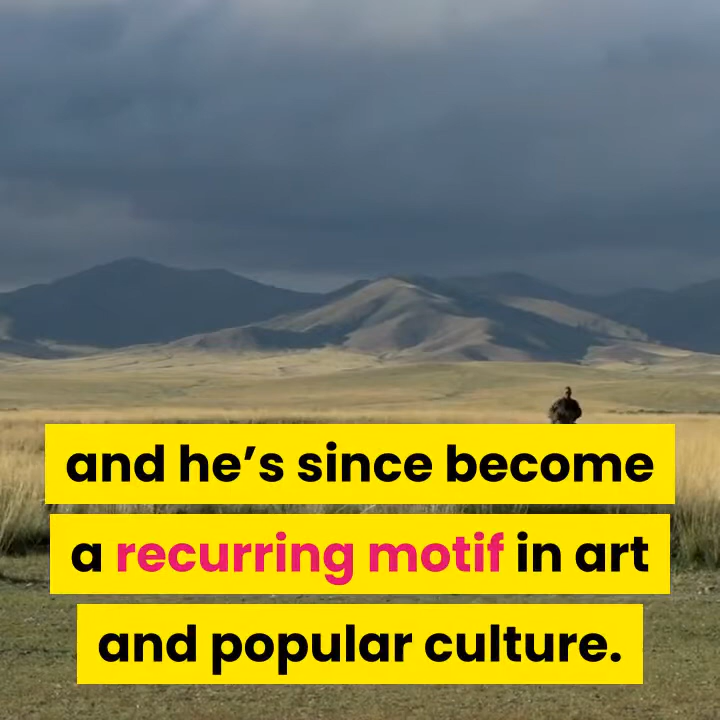 and he’s since become
a recurring motif in art
and popular culture.